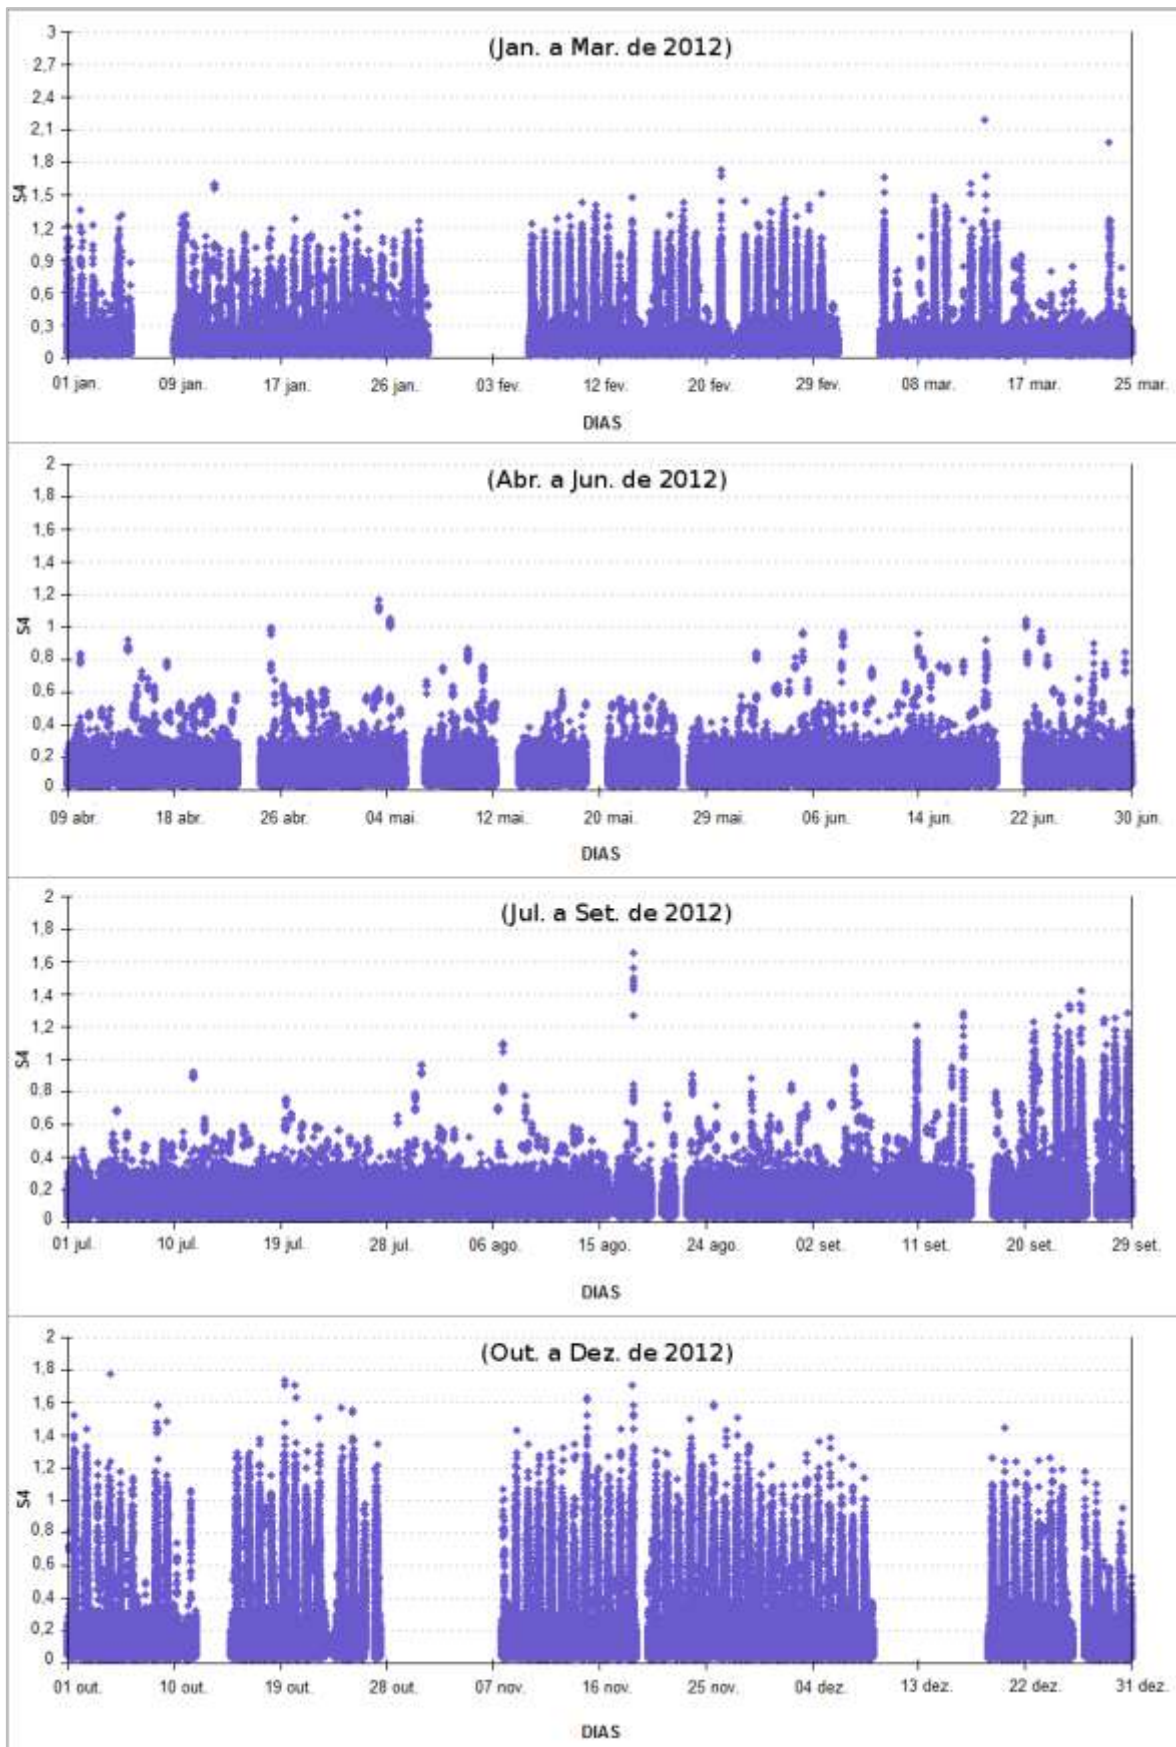 (Jan. a Mar. de 2012)
3
2,7
2,4
2,1
1,8
1,5
1,2
0,9
0,6
0,3
0
S4
01 jan. 09 jan. 17 jan. 26 jan. 03 fev. 12 fev. 20 fev. 29 fev. 08 mar. 17 mar. 25 mar.
DIAS
(Abr. a Jun. de 2012)
2
1,8
1,6
1,4
1,2
1
0,8
0,6
0,4
0,2
0
S4
09 abr. 18 abr. 26 abr. 04 mai. 12 mai. 20 mai. 29 mai. 06 jun. 14 jun. 22 jun. 30 jun.
DIAS
(Jul. a Set. de 2012)
2
1,8
1,6
1,4
1,2
1
0,8
0,6
0,4
0,2
0
S4
01 jul. 10 jul. 19 jul. 28 jul. 06 ago. 15 ago. 24 ago. 02 set. 11 set. 20 set. 29 set.
DIAS
(Out. a Dez. de 2012)
2
1,8
1,6
1,4
1,2
1
0,8
0,6
0,4
0,2
0
S4
01 out. 10 out. 19 out. 28 out. 07 nov. 16 nov. 25 nov. 04 dez. 13 dez. 22 dez. 31 dez.
DIAS